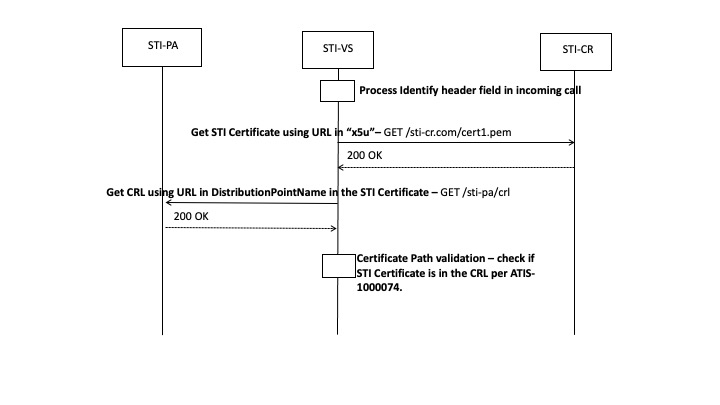 STI-PA
STI-VS
STI-CR
Process Identify header field in incoming call
Get STI Certificate using URL in “x5u”– GET /sti-cr.com/cert1.pem
200 OK
Get CRL using URL in DistributionPointName in the STI Certificate – GET /sti-pa/crl
200 OK
Certificate Path validation – check if
STI Certificate is in the CRL per ATIS-
1000074.